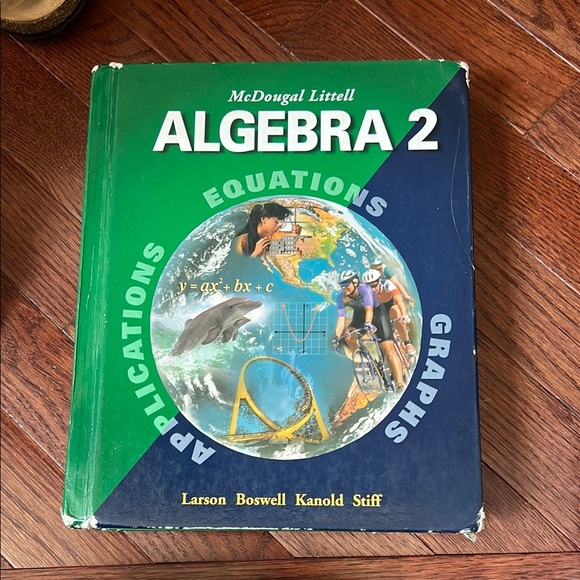 McDougal Littell
ALGEBRA 2
EQUATIONS
APPLICATIONS
GRAPHS
y = ax² + bx + c
Larson Boswell Kanold Stiff